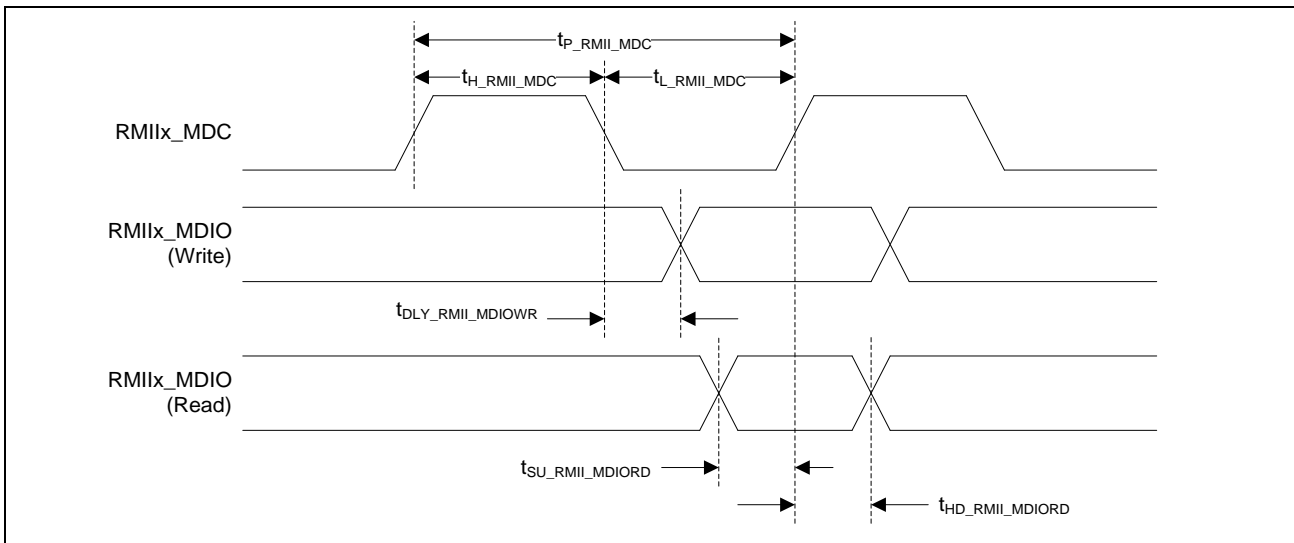 tP_RMII_MDC
tH_RMII_MDC tL_RMII_MDC
RMIIx_MDC
RMIIx_MDIO
(Write)
tDLY_RMII_MDIOWR
RMIIx_MDIO
(Read)
tSU_RMII_MDIORD
tHD_RMII_MDIORD